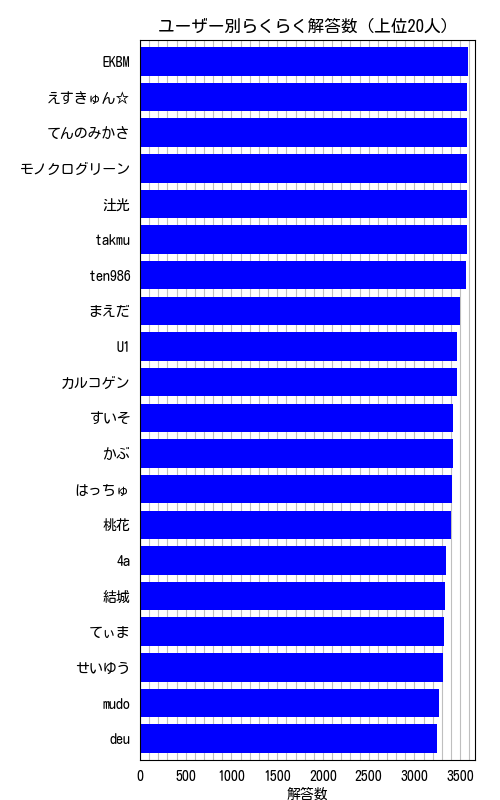 ユーザー別らくらく解答数（上位20人）
EKBM
えすきゅん☆
てんのみかさ
モノクログリーン
汢光
takmu
ten986
まえだ
U1
カルコゲン
すいそ
かぶ
はっちゅ
桃花
4a
結城
てぃま
せいゆう
mudo
deu
0 500 1000 1500 2000 2500 3000 3500
解答数